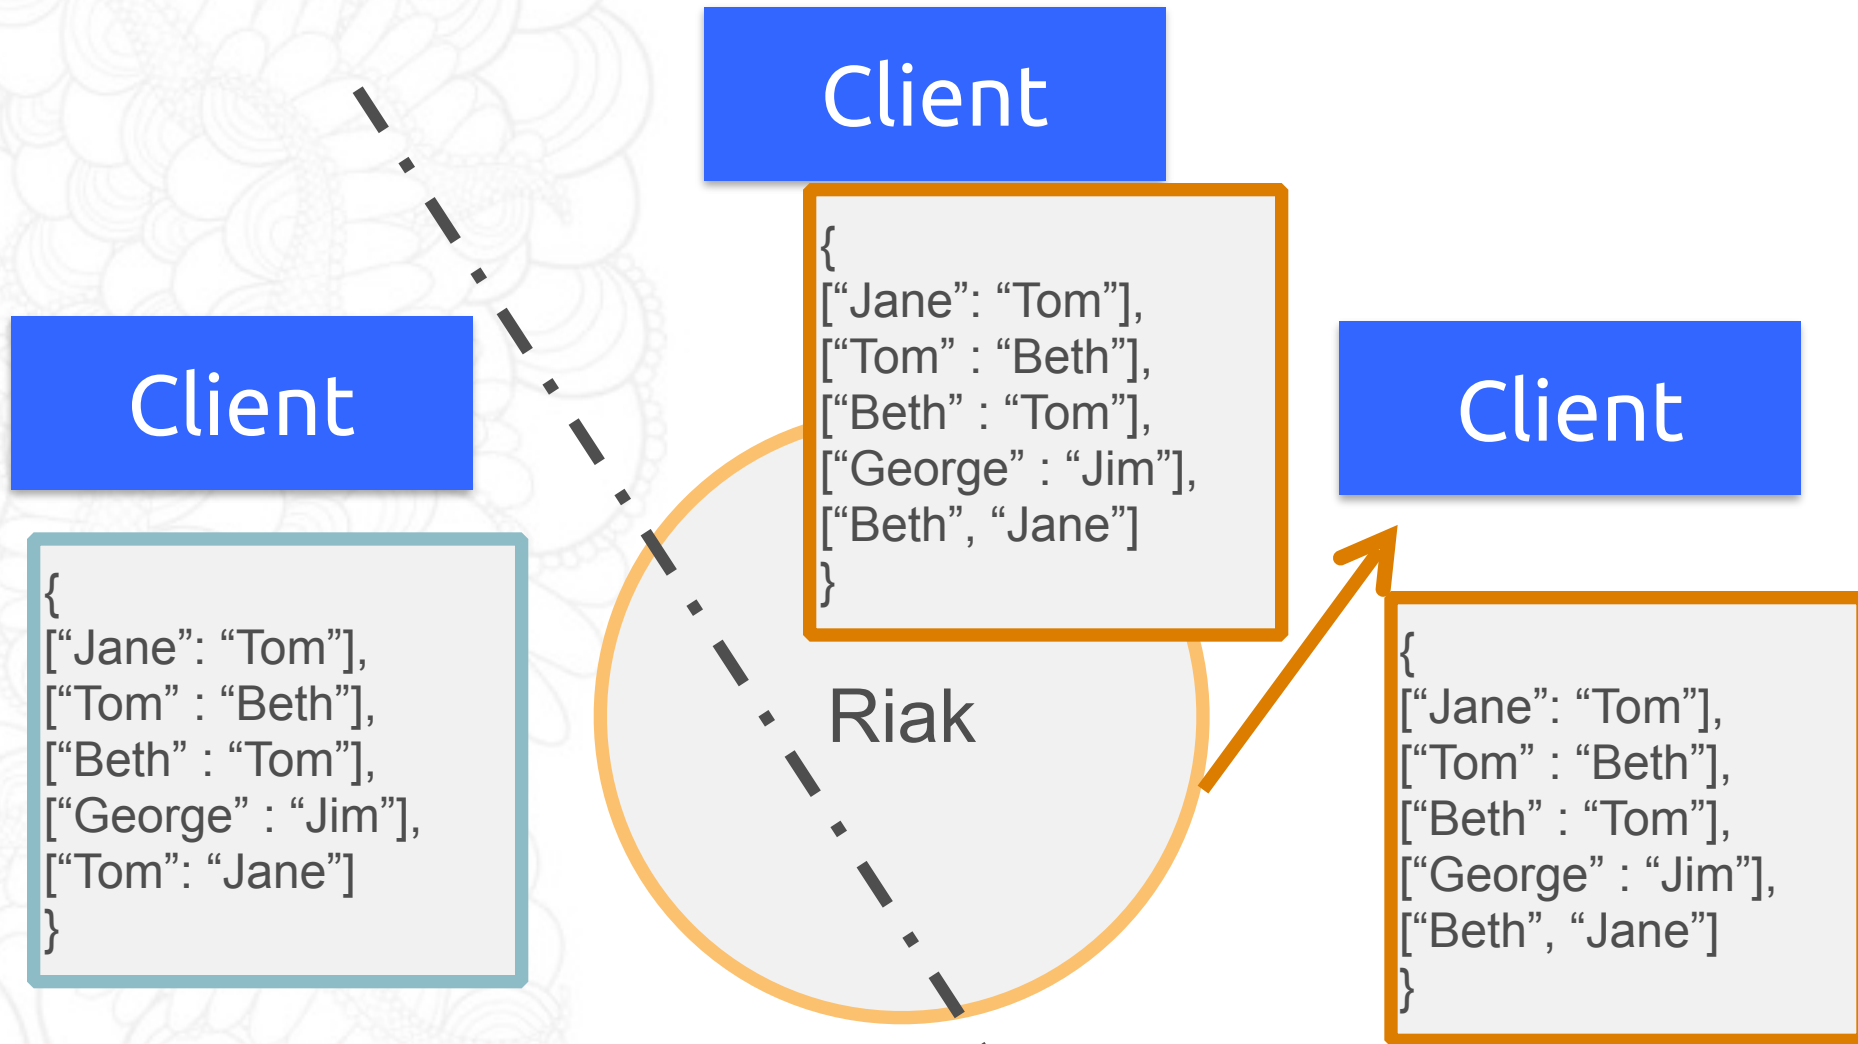 Client
{
[“Jane”: “Tom”],
[“Tom” : “Beth”],
[“Beth” : “Tom”],
[“George” : “Jim”],
[“Beth”, “Jane”]
}
Client
{
[“Jane”: “Tom”],
[“Tom” : “Beth”],
[“Beth” : “Tom”],
[“George” : “Jim”],
[“Tom”: “Jane”]
}
Riak
Client
{
[“Jane”: “Tom”],
[“Tom” : “Beth”],
[“Beth” : “Tom”],
[“George” : “Jim”],
[“Beth”, “Jane”]
}